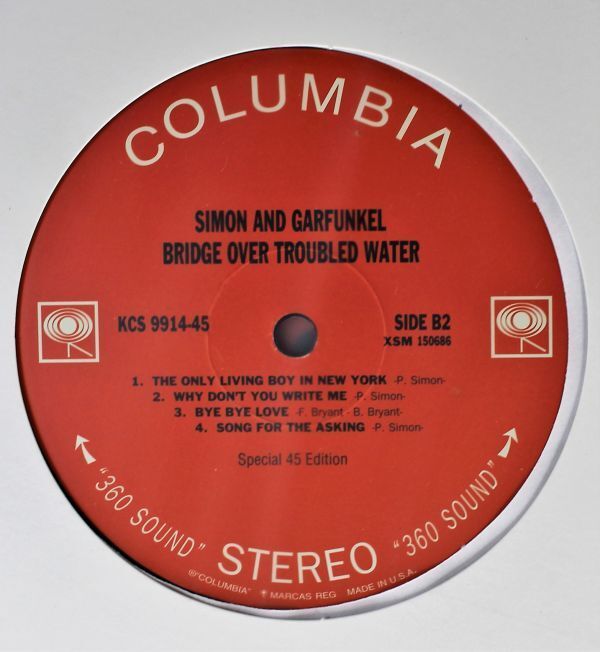 COLUMBIA
SIMON AND GARFUNKEL
BRIDGE OVER TROUBLED WATER
KCS 9914-45
SIDE B2
XSM 150686
1. THE ONLY LIVING BOY IN NEW YORK -P. Simon-
2. WHY DON'T YOU WRITE ME -P. Simon-
3. BYE BYE LOVE -F. Bryant - B. Bryant-
4. SONG FOR THE ASKING -P. Simon-
Special 45 Edition
"360 SOUND" STEREO "360 SOUND"
℗"COLUMBIA" MARCAS REG MADE IN U.S.A.